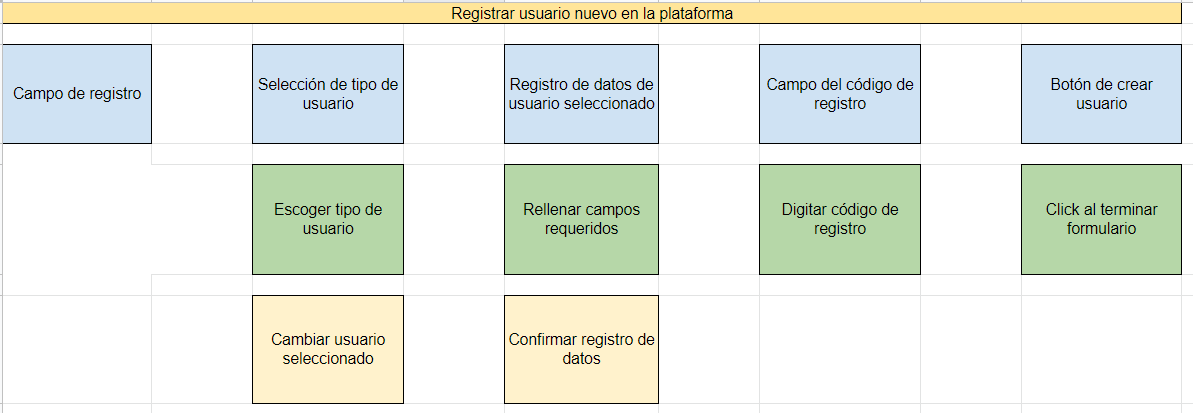 Registrar usuario nuevo en la plataforma
Campo de registro
Selección de tipo de
usuario
Registro de datos de
usuario seleccionado
Campo del código de
registro
Botón de crear
usuario
Escoger tipo de
usuario
Rellenar campos
requeridos
Digitar código de
registro
Click al terminar
formulario
Cambiar usuario
seleccionado
Confirmar registro de
datos